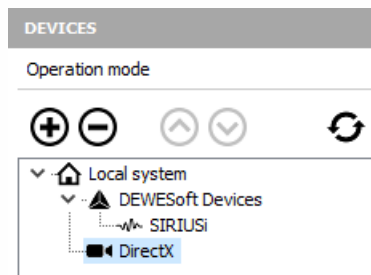 DEVICES
Operation mode
Local system
DEWESoft Devices
SIRIUSi
DirectX